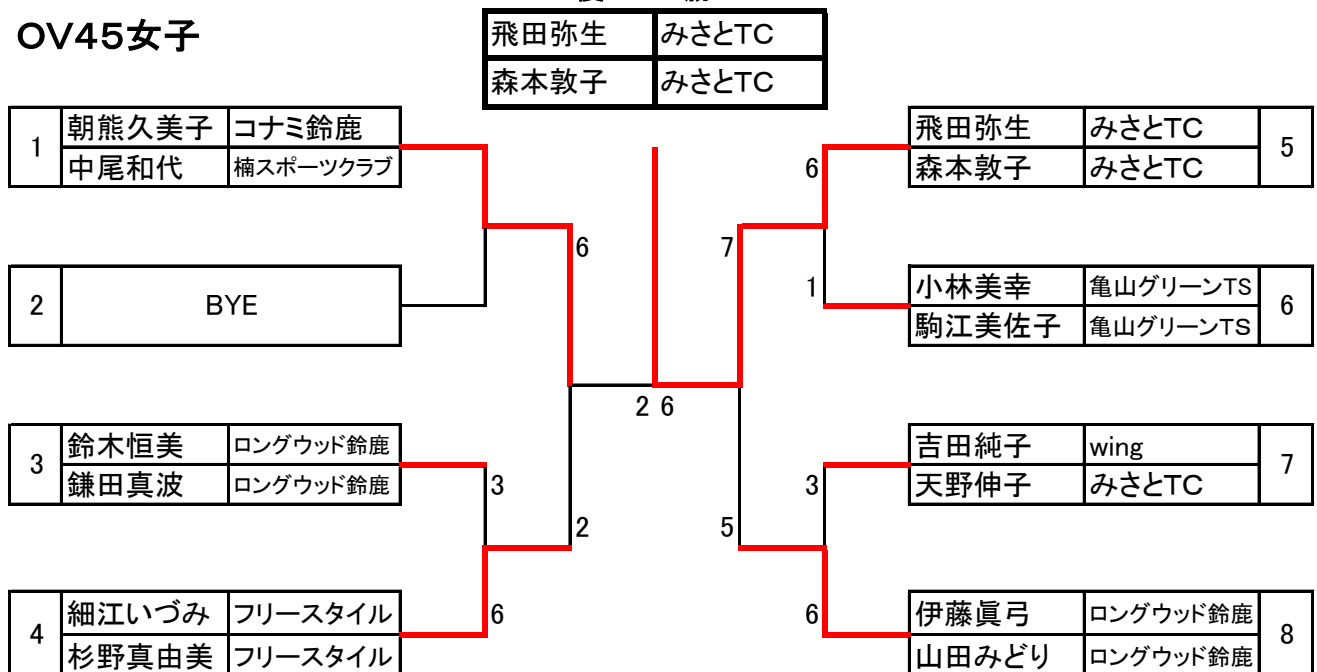 OV45女子
飛田弥生 みさとTC
森本敦子 みさとTC
1 朝熊久美子 コナミ鈴鹿
中尾和代 楠スポーツクラブ
2 BYE
3 鈴木恒美 ロングウッド鈴鹿
鎌田真波 ロングウッド鈴鹿
4 細江いづみ フリースタイル
杉野真由美 フリースタイル
6
3
2
6
2 6
7
5
6
1
3
6
飛田弥生 みさとTC 5
森本敦子 みさとTC
小林美幸 亀山グリーンTS 6
駒江美佐子 亀山グリーンTS
吉田純子 wing 7
天野伸子 みさとTC
伊藤眞弓 ロングウッド鈴鹿 8
山田みどり ロングウッド鈴鹿